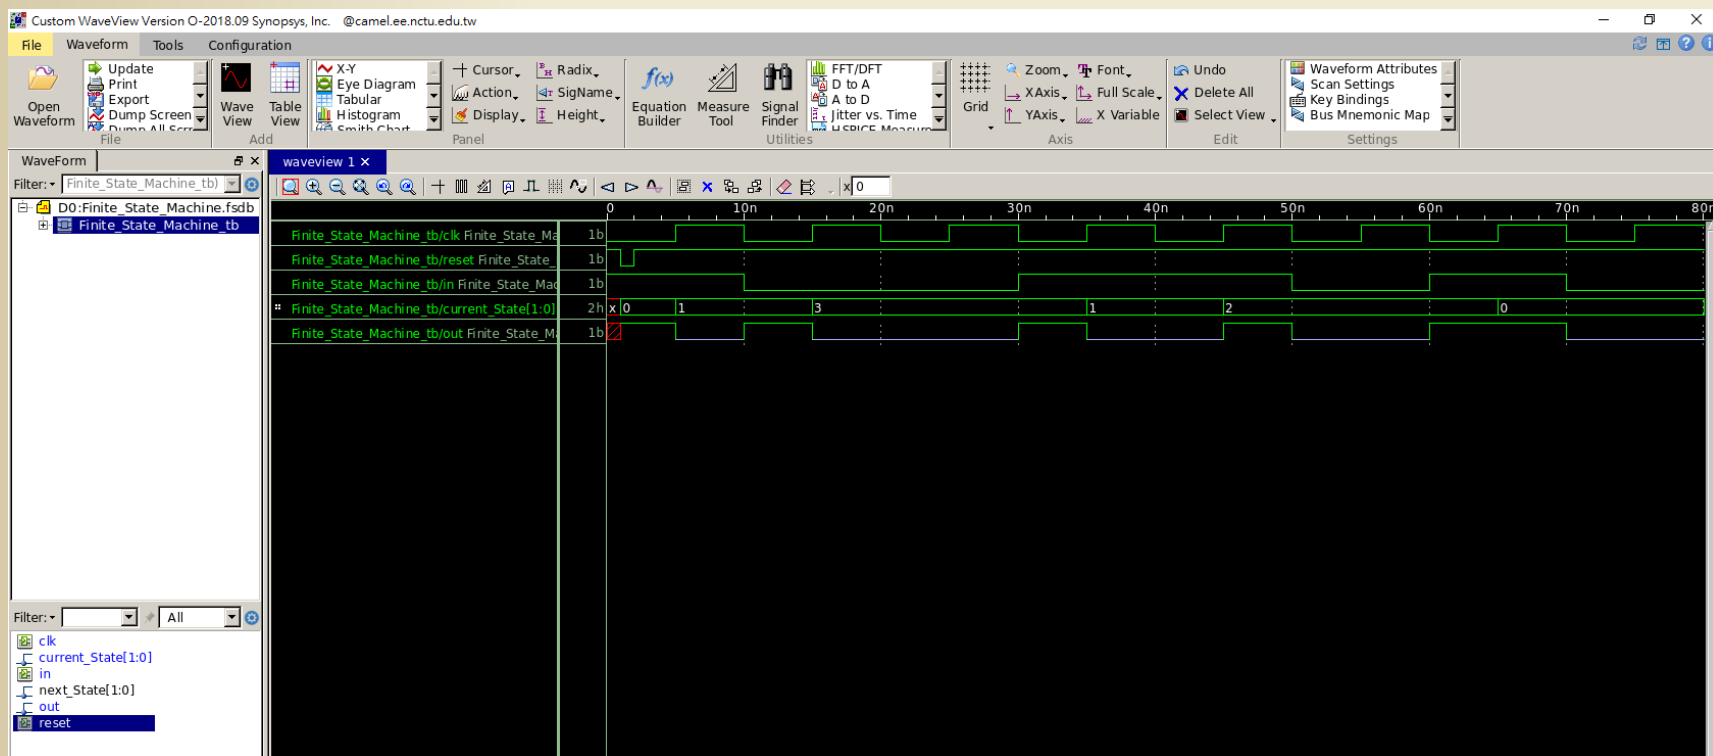 Custom WaveView Version O-2018.09 Synopsys, Inc. @camel.ee.nctu.edu.tw
File Waveform Tools Configuration
Open Waveform
Update
Print
Export
Dump Screen
File
Wave View
Table View
Add
X-Y
Eye Diagram
Tabular
Histogram
Smith Chart
Cursor
Action
Display
Radix
SigName
Height
Panel
Equation Builder
Measure Tool
Signal Finder
FFT/DFT
D to A
A to D
Jitter vs. Time
Utilities
Grid
Zoom
XAxis
YAxis
Font
Full Scale
X Variable
Axis
Undo
Delete All
Select View
Edit
Waveform Attributes
Scan Settings
Key Bindings
Bus Mnemonic Map
Settings
WaveForm
Filter: Finite_State_Machine_tb)
D0:Finite_State_Machine.fsdb
Finite_State_Machine_tb
waveview 1
x 0
0 10n 20n 30n 40n 50n 60n 70n 80n
Finite_State_Machine_tb/clk Finite_State_Ma 1b
Finite_State_Machine_tb/reset Finite_State_ 1b
Finite_State_Machine_tb/in Finite_State_Mac 1b
Finite_State_Machine_tb/current_State[1:0] 2h x 0 1 3 1 2 0
Finite_State_Machine_tb/out Finite_State_Ma 1b
Filter: All
clk
current_State[1:0]
in
next_State[1:0]
out
reset